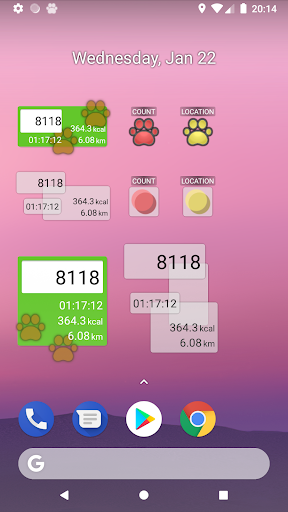 20:14
Wednesday, Jan 22
8118
364.3 kcal
01:17:12
6.08 km
COUNT
LOCATION
8118
364.3 kcal
01:17:12
6.08 km
COUNT
LOCATION
8118
01:17:12
364.3 kcal
6.08 km
8118
01:17:12
364.3 kcal
6.08 km
G